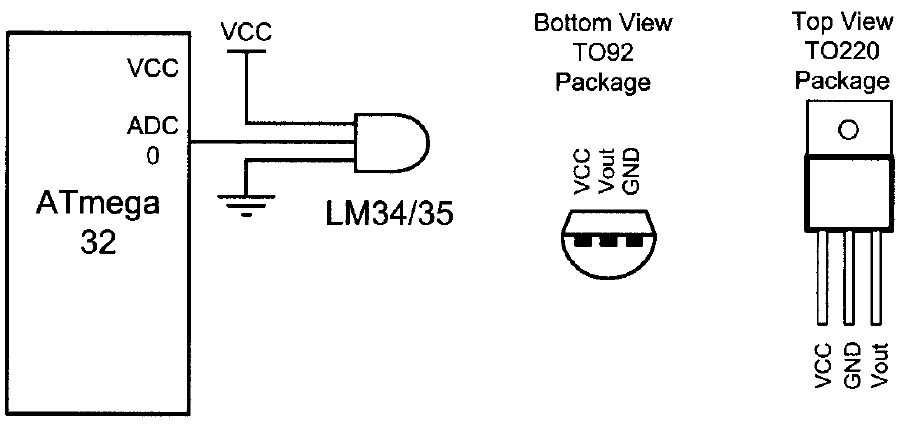 VCC
VCC
ADC
0
ATmega
32
LM34/35
Bottom View
TO92
Package
VCC
Vout
GND
Top View
TO220
Package
VCC
GND
Vout